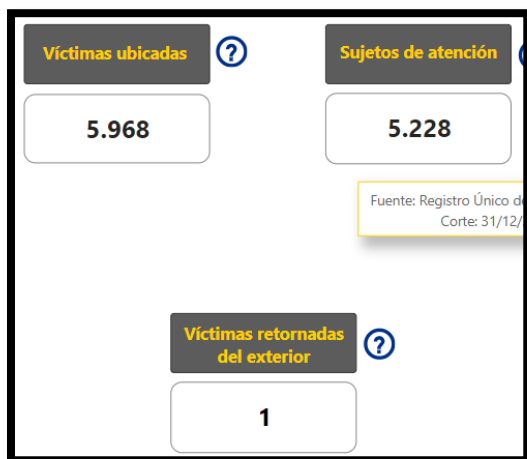 Víctimas ubicadas ?
Sujetos de atención
5.968
5.228
Fuente: Registro Único de
Corte: 31/12/
Víctimas retornadas
del exterior ?
1